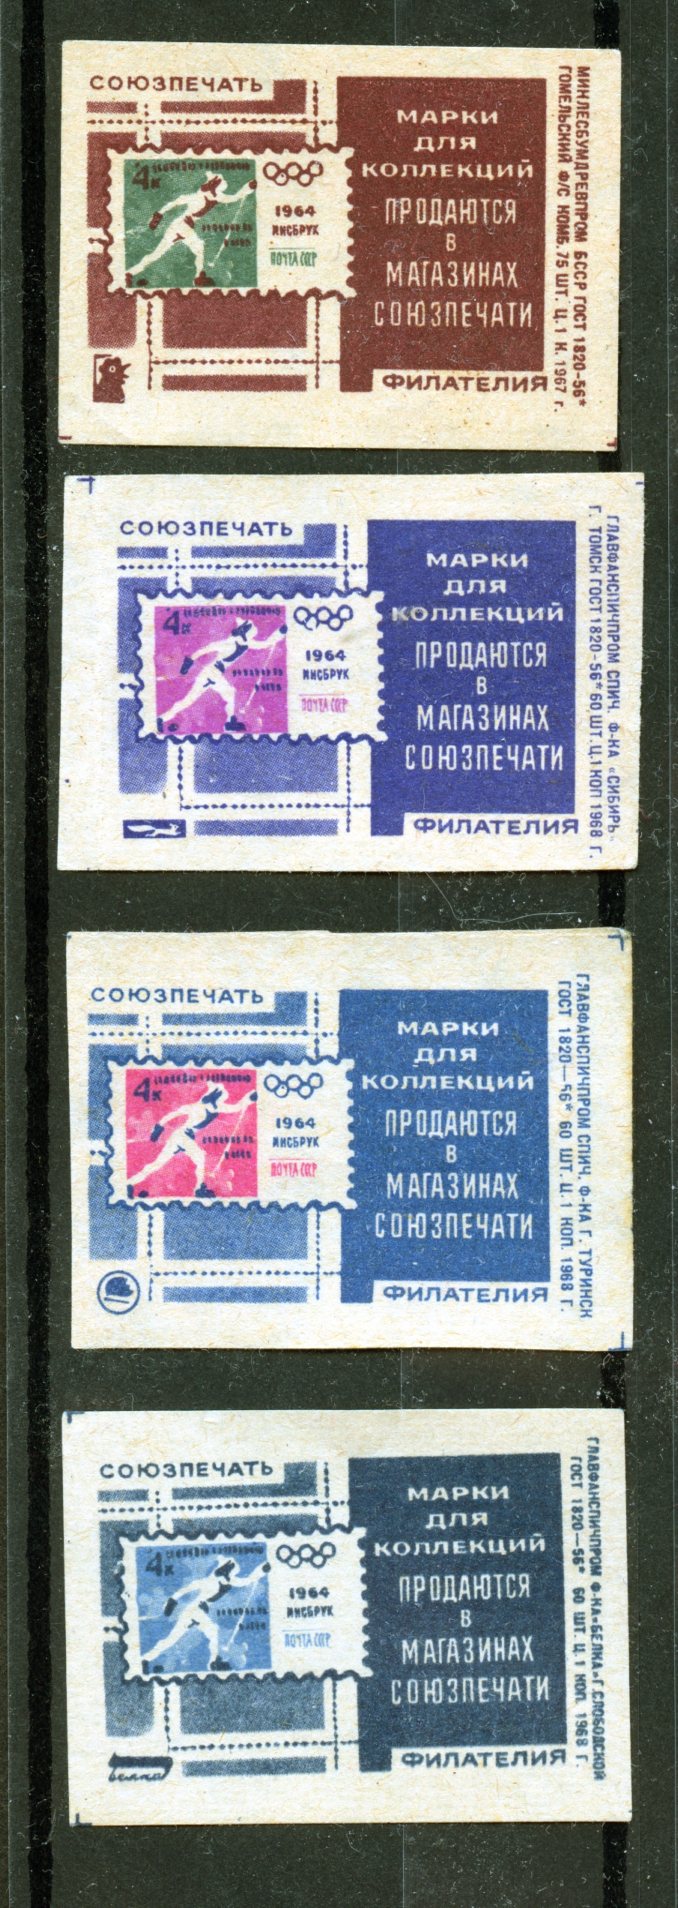 СОЮЗПЕЧАТЬ
4к
1964
ИНСБРУК
ПОЧТА СССР
МАРКИ
ДЛЯ
КОЛЛЕКЦИЙ
ПРОДАЮТСЯ
В
МАГАЗИНАХ
СОЮЗПЕЧАТИ
ФИЛАТЕЛИЯ
МИНЛЕСБУМДРЕВПРОМ БССР ГОСТ 1820-56*
ГОМЕЛЬСКИЙ Ф/С КОМБ. 75 ШТ. Ц. 1 К. 1967 г.
СОЮЗПЕЧАТЬ
4к
1964
ИНСБРУК
ПОЧТА СССР
МАРКИ
ДЛЯ
КОЛЛЕКЦИЙ
ПРОДАЮТСЯ
В
МАГАЗИНАХ
СОЮЗПЕЧАТИ
ФИЛАТЕЛИЯ
ГЛАВФАНСПИЧПРОМ СПИЧ. Ф-КА «СИБИРЬ»
Г. ТОМСК ГОСТ 1820-56* 60 ШТ. Ц. 1 КОП 1968 Г.
СОЮЗПЕЧАТЬ
4к
1964
ИНСБРУК
ПОЧТА СССР
МАРКИ
ДЛЯ
КОЛЛЕКЦИЙ
ПРОДАЮТСЯ
В
МАГАЗИНАХ
СОЮЗПЕЧАТИ
ФИЛАТЕЛИЯ
ГЛАВФАНСПИЧПРОМ СПИЧ. Ф-КА Г. ТУРИНСК
ГОСТ 1820—56* 60 ШТ. Ц. 1 КОП. 1968 Г.
СОЮЗПЕЧАТЬ
4к
1964
ИНСБРУК
ПОЧТА СССР
МАРКИ
ДЛЯ
КОЛЛЕКЦИЙ
ПРОДАЮТСЯ
В
МАГАЗИНАХ
СОЮЗПЕЧАТИ
ФИЛАТЕЛИЯ
белка
ГЛАВФАНСПИЧПРОМ Ф-КА «БЕЛКА» Г. СЛОБОДСКОЙ
ГОСТ 1820—56* 60 ШТ. Ц. 1 КОП. 1968 Г.